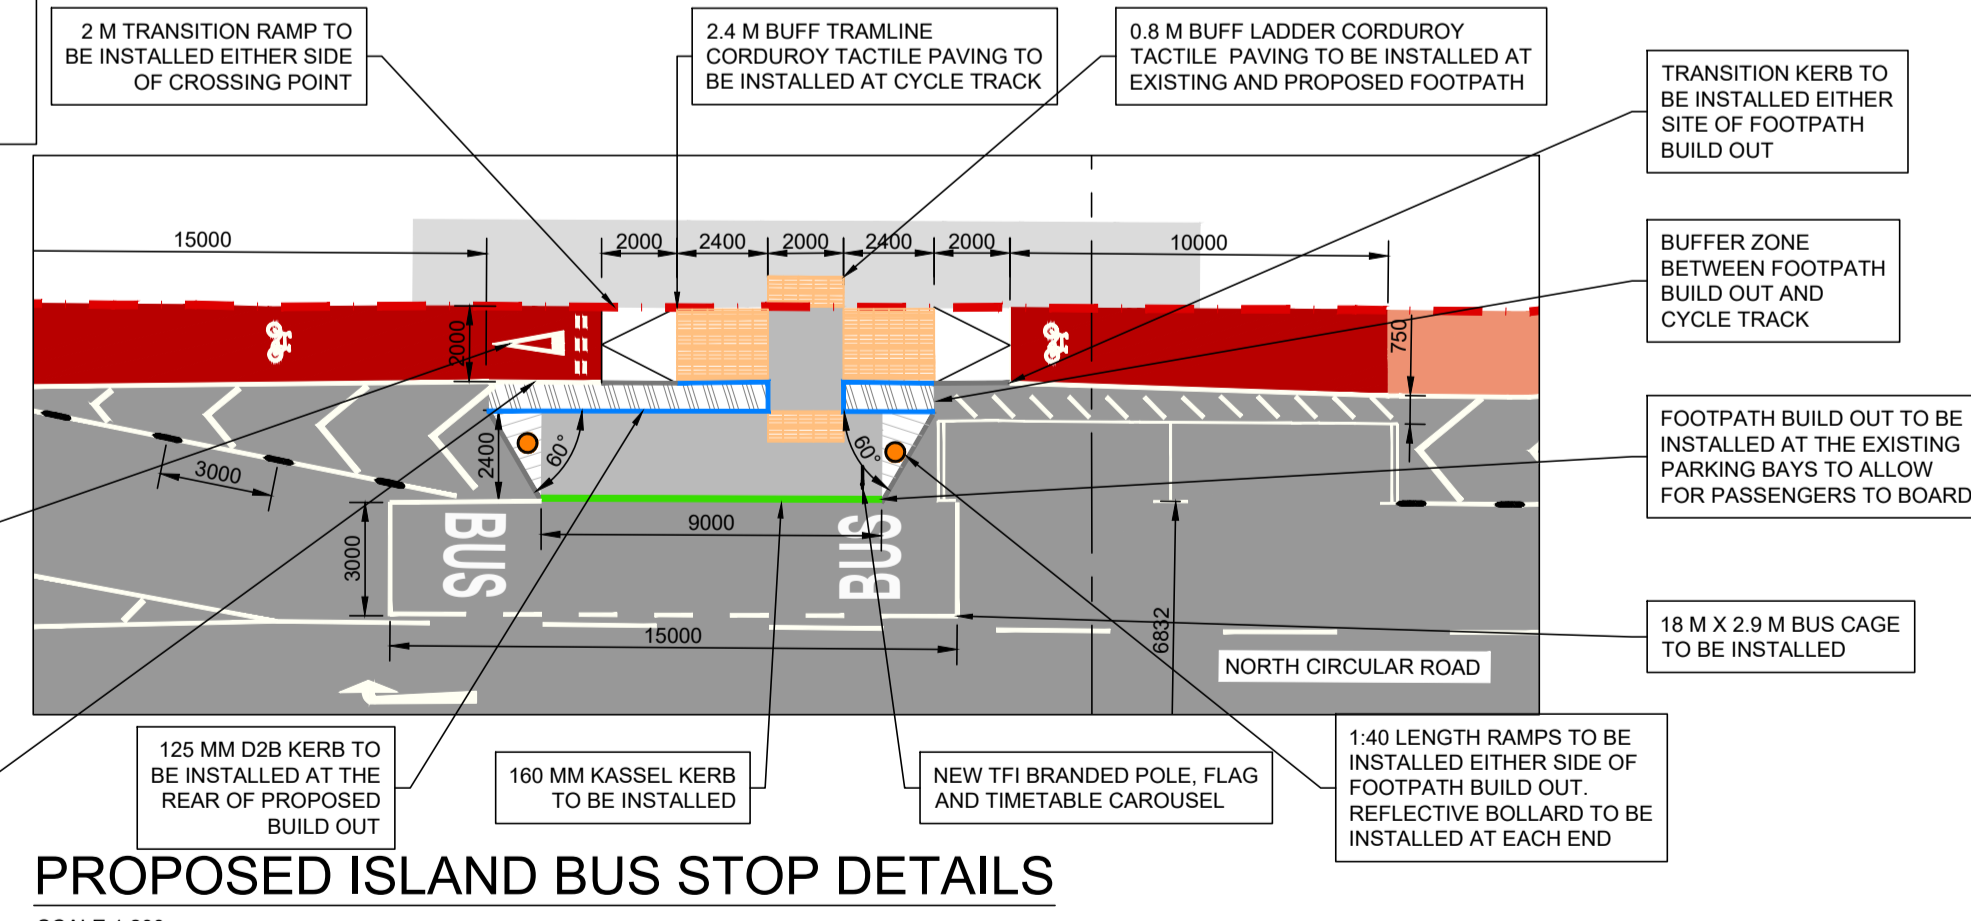 2 M TRANSITION RAMP TO
BE INSTALLED EITHER SIDE
OF CROSSING POINT
2.4 M BUFF TRAMLINE
CORDUROY TACTILE PAVING TO
BE INSTALLED AT CYCLE TRACK
0.8 M BUFF LADDER CORDUROY
TACTILE PAVING TO BE INSTALLED AT
EXISTING AND PROPOSED FOOTPATH
TRANSITION KERB TO
BE INSTALLED EITHER
SITE OF FOOTPATH
BUILD OUT
BUFFER ZONE
BETWEEN FOOTPATH
BUILD OUT AND
CYCLE TRACK
FOOTPATH BUILD OUT TO BE
INSTALLED AT THE EXISTING
PARKING BAYS TO ALLOW
FOR PASSENGERS TO BOARD
18 M X 2.9 M BUS CAGE
TO BE INSTALLED
15000
2000
2400
2000
2400
2000
10000
2000
750
2400
60°
60°
3000
9000
3000
BUS
BUS
15000
6832
NORTH CIRCULAR ROAD
125 MM D2B KERB TO
BE INSTALLED AT THE
REAR OF PROPOSED
BUILD OUT
160 MM KASSEL KERB
TO BE INSTALLED
NEW TFI BRANDED POLE, FLAG
AND TIMETABLE CAROUSEL
1:40 LENGTH RAMPS TO BE
INSTALLED EITHER SIDE OF
FOOTPATH BUILD OUT.
REFLECTIVE BOLLARD TO BE
INSTALLED AT EACH END
PROPOSED ISLAND BUS STOP DETAILS